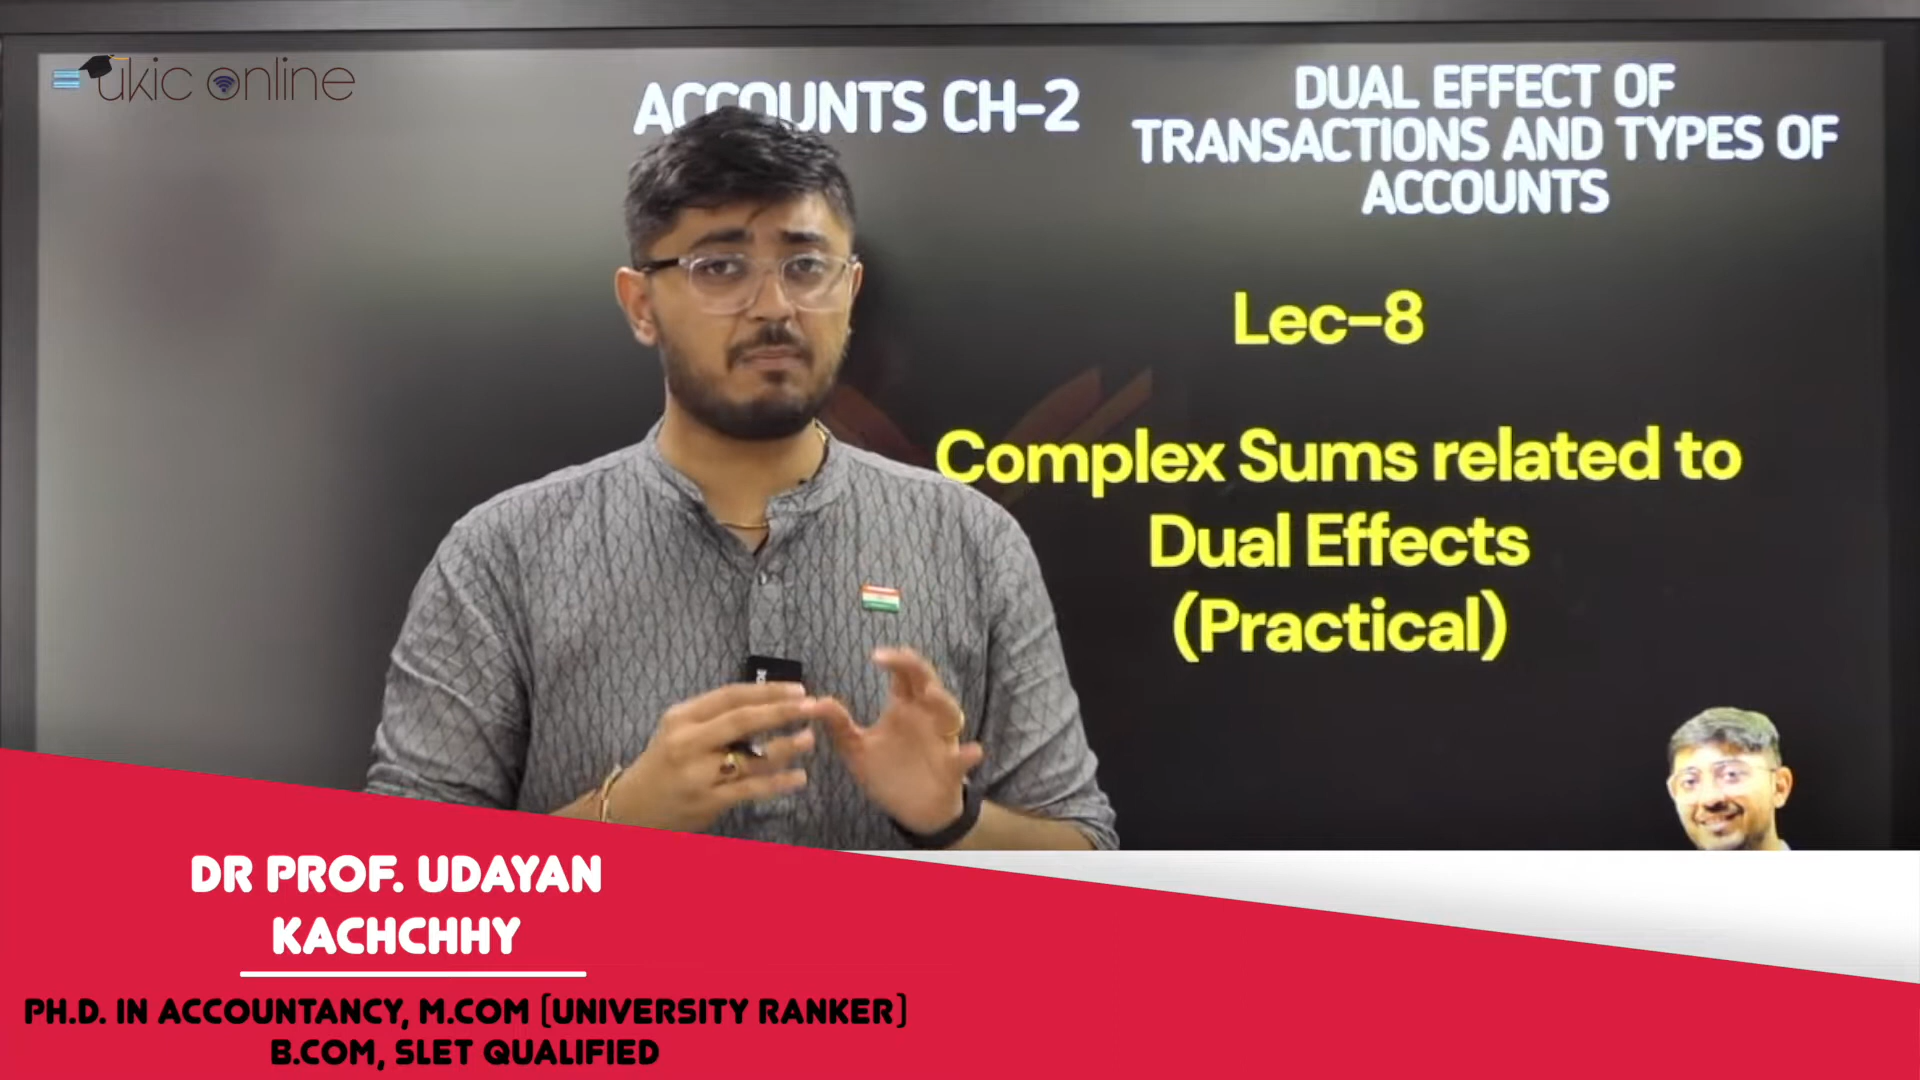 ukic online
ACCOUNTS CH-2
DUAL EFFECT OF
TRANSACTIONS AND TYPES OF
ACCOUNTS
Lec-8
Complex Sums related to
Dual Effects
(Practical)
DR PROF. UDAYAN
KACHCHHY
PH.D. IN ACCOUNTANCY, M.COM (UNIVERSITY RANKER)
B.COM, SLET QUALIFIED